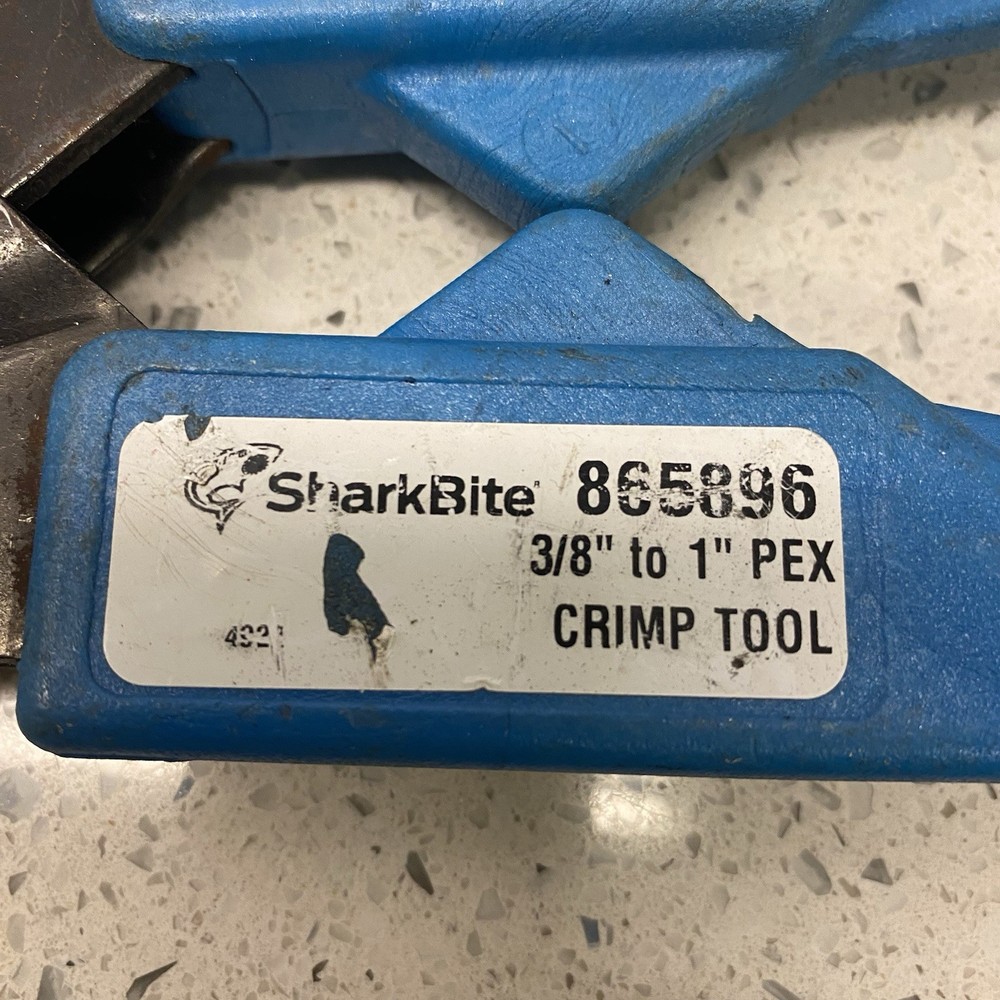 SharkBite 865896
3/8" to 1" PEX
CRIMP TOOL